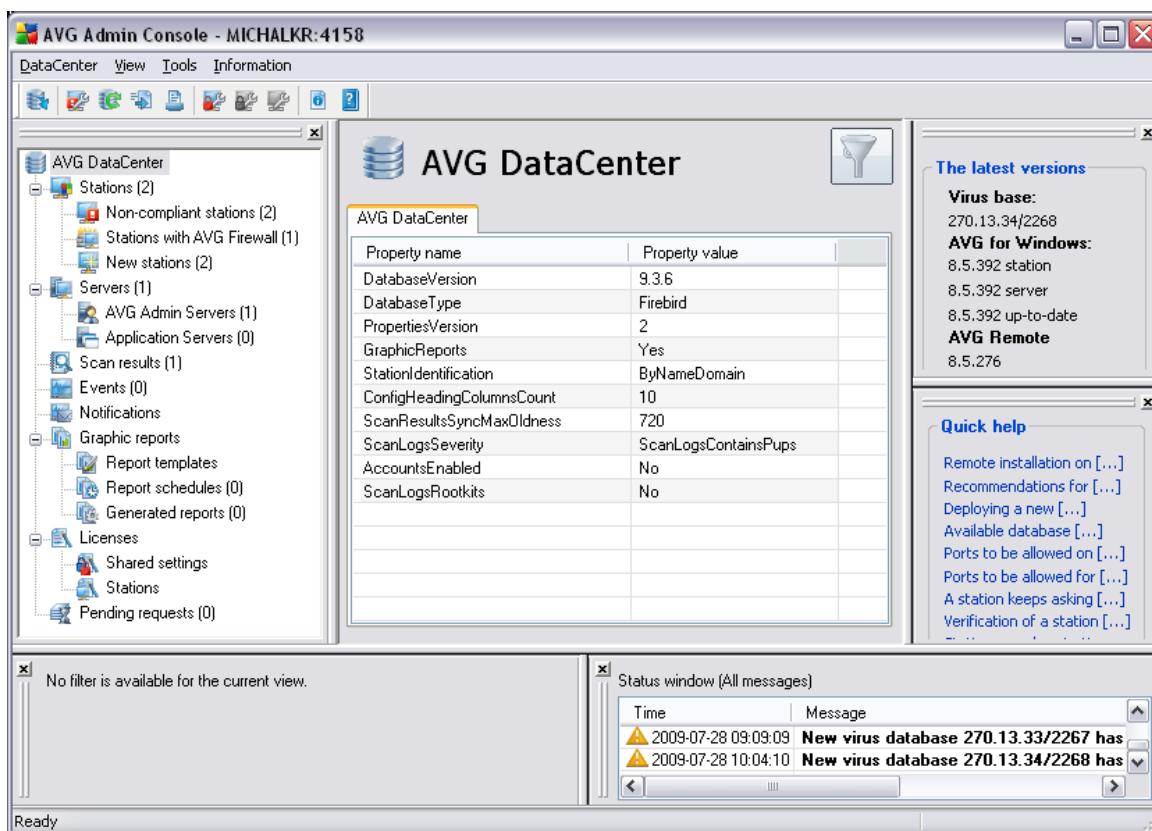 AVG Admin Console - MICHALKR:4158
DataCenter View Tools Information
AVG DataCenter
Stations (2)
Non-compliant stations (2)
Stations with AVG Firewall (1)
New stations (2)
Servers (1)
AVG Admin Servers (1)
Application Servers (0)
Scan results (1)
Events (0)
Notifications
Graphic reports
Report templates
Report schedules (0)
Generated reports (0)
Licenses
Shared settings
Stations
Pending requests (0)
AVG DataCenter
AVG DataCenter
Property name Property value
DatabaseVersion 9.3.6
DatabaseType Firebird
PropertiesVersion 2
GraphicReports Yes
StationIdentification ByNameDomain
ConfigHeadingColumnsCount 10
ScanResultsSyncMaxOldness 720
ScanLogsSeverity ScanLogsContainsPups
AccountsEnabled No
ScanLogsRootkits No
The latest versions
Virus base:
270.13.34/2268
AVG for Windows:
8.5.392 station
8.5.392 server
8.5.392 up-to-date
AVG Remote
8.5.276
Quick help
Remote installation on [...]
Recommendations for [...]
Deploying a new [...]
Available database [...]
Ports to be allowed on [...]
Ports to be allowed for [...]
A station keeps asking [...]
Verification of a station [...]
No filter is available for the current view.
Status window (All messages)
Time Message
2009-07-28 09:09:09 New virus database 270.13.33/2267 has
2009-07-28 10:04:10 New virus database 270.13.34/2268 has
Ready